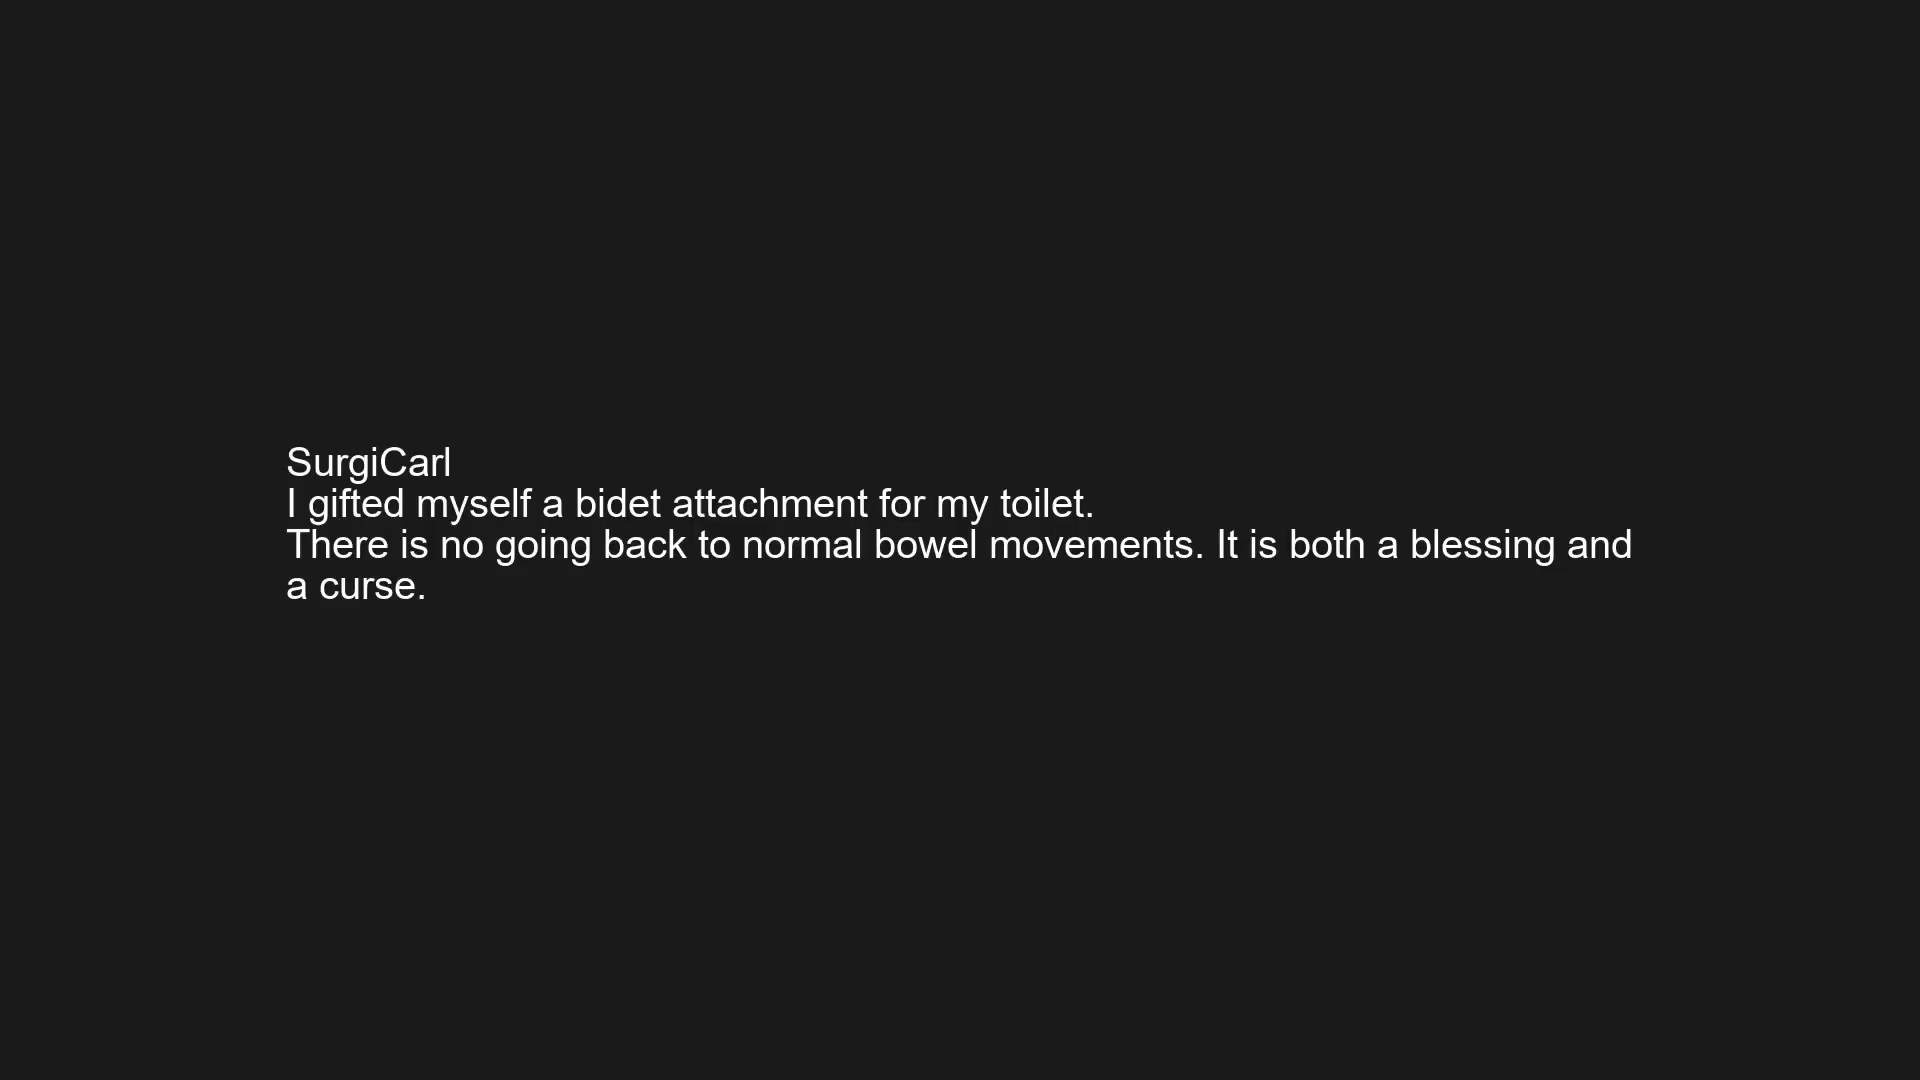 SurgiCarl
I gifted myself a bidet attachment for my toilet.
There is no going back to normal bowel movements. It is both a blessing and
a curse.